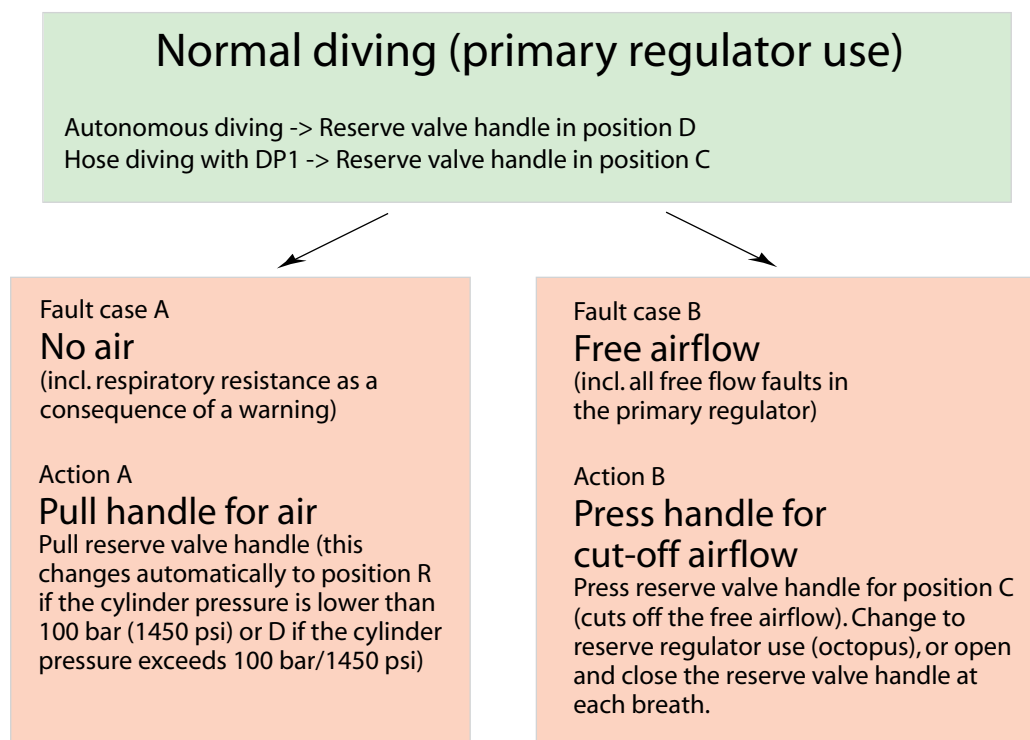 Normal diving (primary regulator use)
Autonomous diving -> Reserve valve handle in position D
Hose diving with DP1 -> Reserve valve handle in position C
Fault case A
No air
(incl. respiratory resistance as a
consequence of a warning)
Action A
Pull handle for air
Pull reserve valve handle (this
changes automatically to position R
if the cylinder pressure is lower than
100 bar (1450 psi) or D if the cylinder
pressure exceeds 100 bar/1450 psi)
Fault case B
Free airflow
(incl. all free flow faults in
the primary regulator)
Action B
Press handle for
cut-off airflow
Press reserve valve handle for position C
(cuts off the free airflow). Change to
reserve regulator use (octopus), or open
and close the reserve valve handle at
each breath.